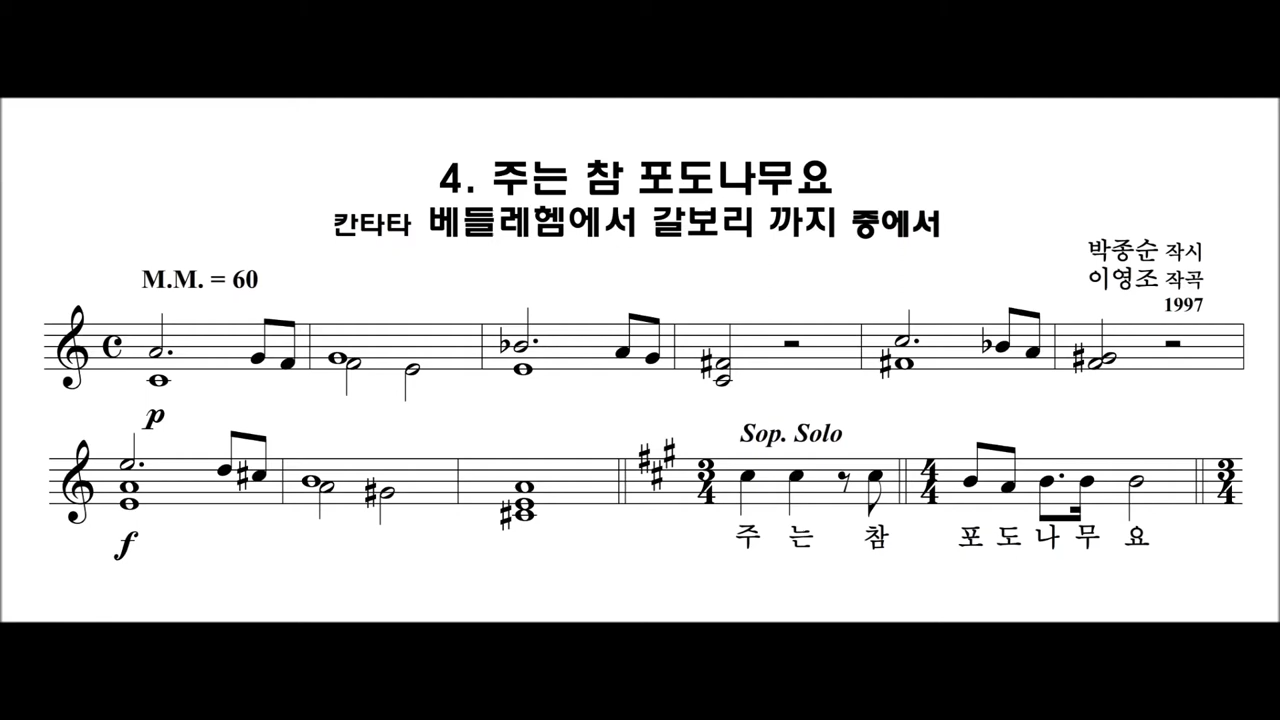 4. 주는 참 포도나무요
칸타타 베들레헴에서 갈보리 까지 중에서
박종순 작시
M.M. = 60
이영조 작곡
1997
p
Sop. Solo
f
주 는 참 포 도 나 무 요